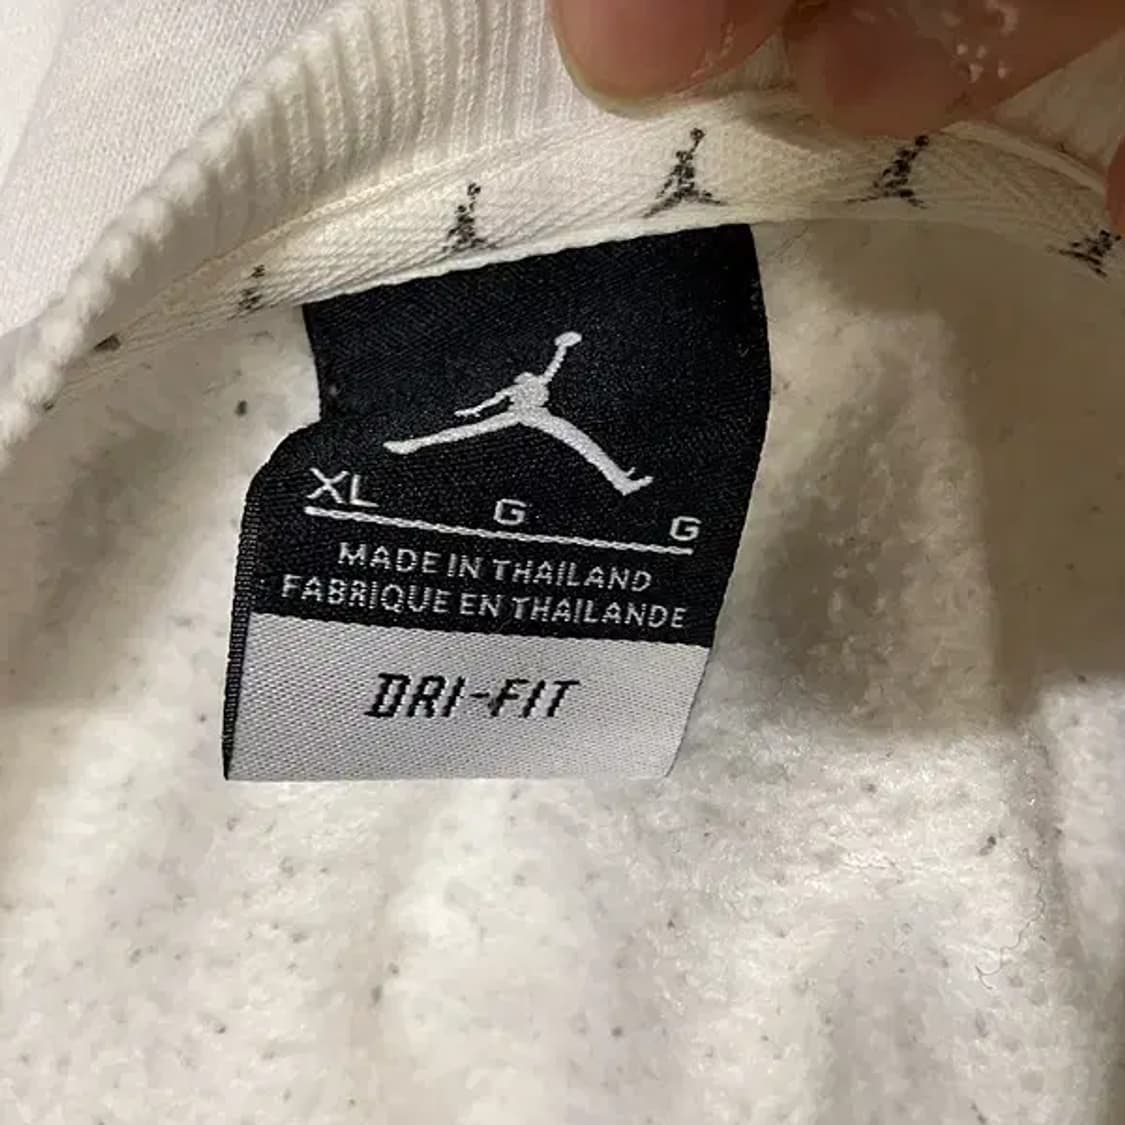 XL G G
MADE IN THAILAND
FABRIQUE EN THAILANDE
DRI-FIT